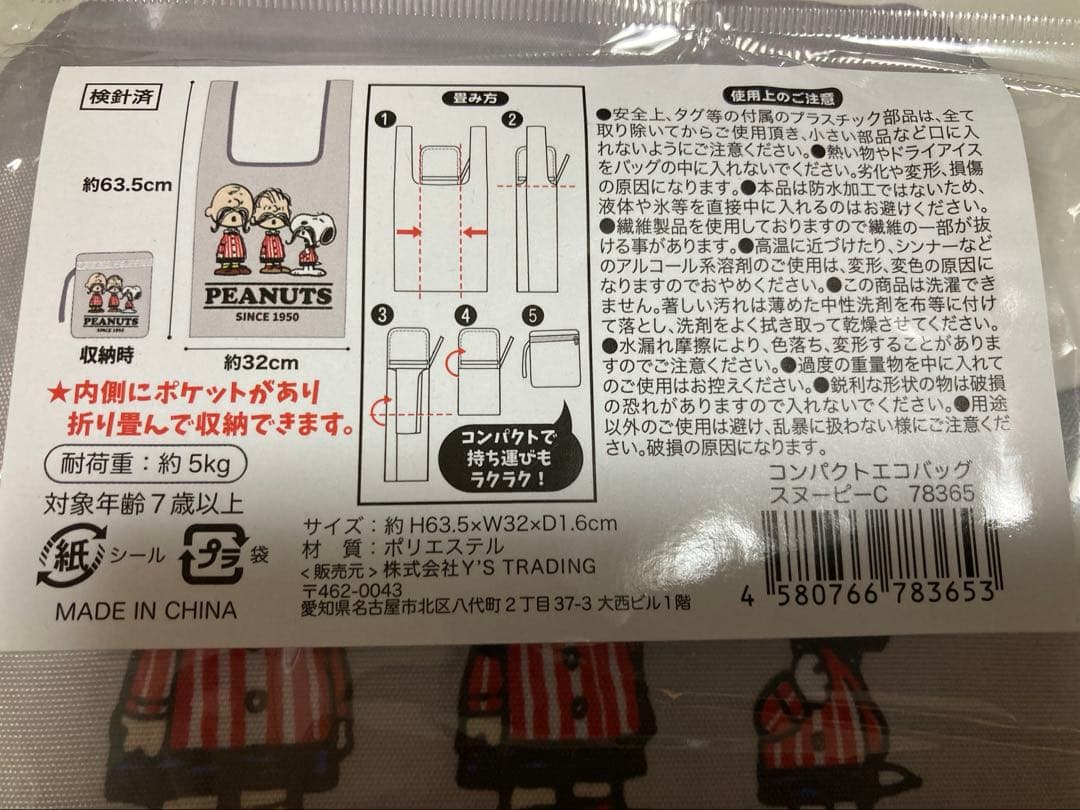 検針済
約63.5cm
PEANUTS
SINCE 1950
PEANUTS
SINCE 1950
収納時
約32cm
★内側にポケットがあり
折り畳んで収納できます。
耐荷重：約5kg
対象年齢7歳以上
紙 シール プラ 袋
MADE IN CHINA
畳み方
1 2
3 4 5
コンパクトで
持ち運びも
ラクラク！
サイズ：約 H63.5×W32×D1.6cm
材 質：ポリエステル
<販売元>株式会社Y'S TRADING
〒462-0043
愛知県名古屋市北区八代町2丁目37-3 大西ビル1階
使用上のご注意
●安全上、タグ等の付属のプラスチック部品は、全て
取り除いてからご使用頂き、小さい部品など口に入
れないようにご注意ください。●熱い物やドライアイス
をバッグの中に入れないでください。劣化や変形、損傷
の原因になります。●本品は防水加工ではないため、
液体や氷等を直接中に入れるのはお避けください。
●繊維製品を使用しておりますので繊維の一部が抜
ける事があります。●高温に近づけたり、シンナーなど
のアルコール系溶剤のご使用は、変形、変色の原因に
なりますのでおやめください。●この商品は洗濯でき
ません。著しい汚れは薄めた中性洗剤を布等に付け
て落とし、洗剤をよく拭き取って乾燥させてください。
●水漏れ摩擦により、色落ち、変形することがありま
すのでご注意ください。●過度の重量物を中に入れて
のご使用はお控えください。●鋭利な形状の物は破損
の恐れがありますので入れないでください。●用途
以外のご使用は避け、乱暴に扱わない様にご注意くだ
さい。破損の原因になります。
コンパクトエコバッグ
スヌーピーC 78365
4 580766 783653